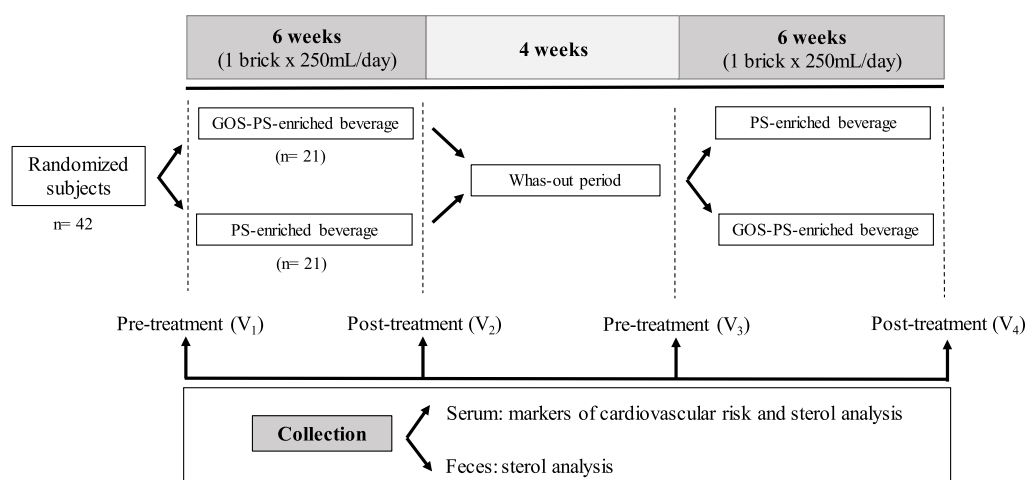 6 weeks
(1 brick x 250mL/day)
4 weeks
6 weeks
(1 brick x 250mL/day)
GOS-PS-enriched beverage
(n= 21)
PS-enriched beverage
Randomized
subjects
n= 42
Whas-out period
PS-enriched beverage
(n= 21)
GOS-PS-enriched beverage
Pre-treatment (V1)
Post-treatment (V2)
Pre-treatment (V3)
Post-treatment (V4)
Collection
Serum: markers of cardiovascular risk and sterol analysis
Feces: sterol analysis